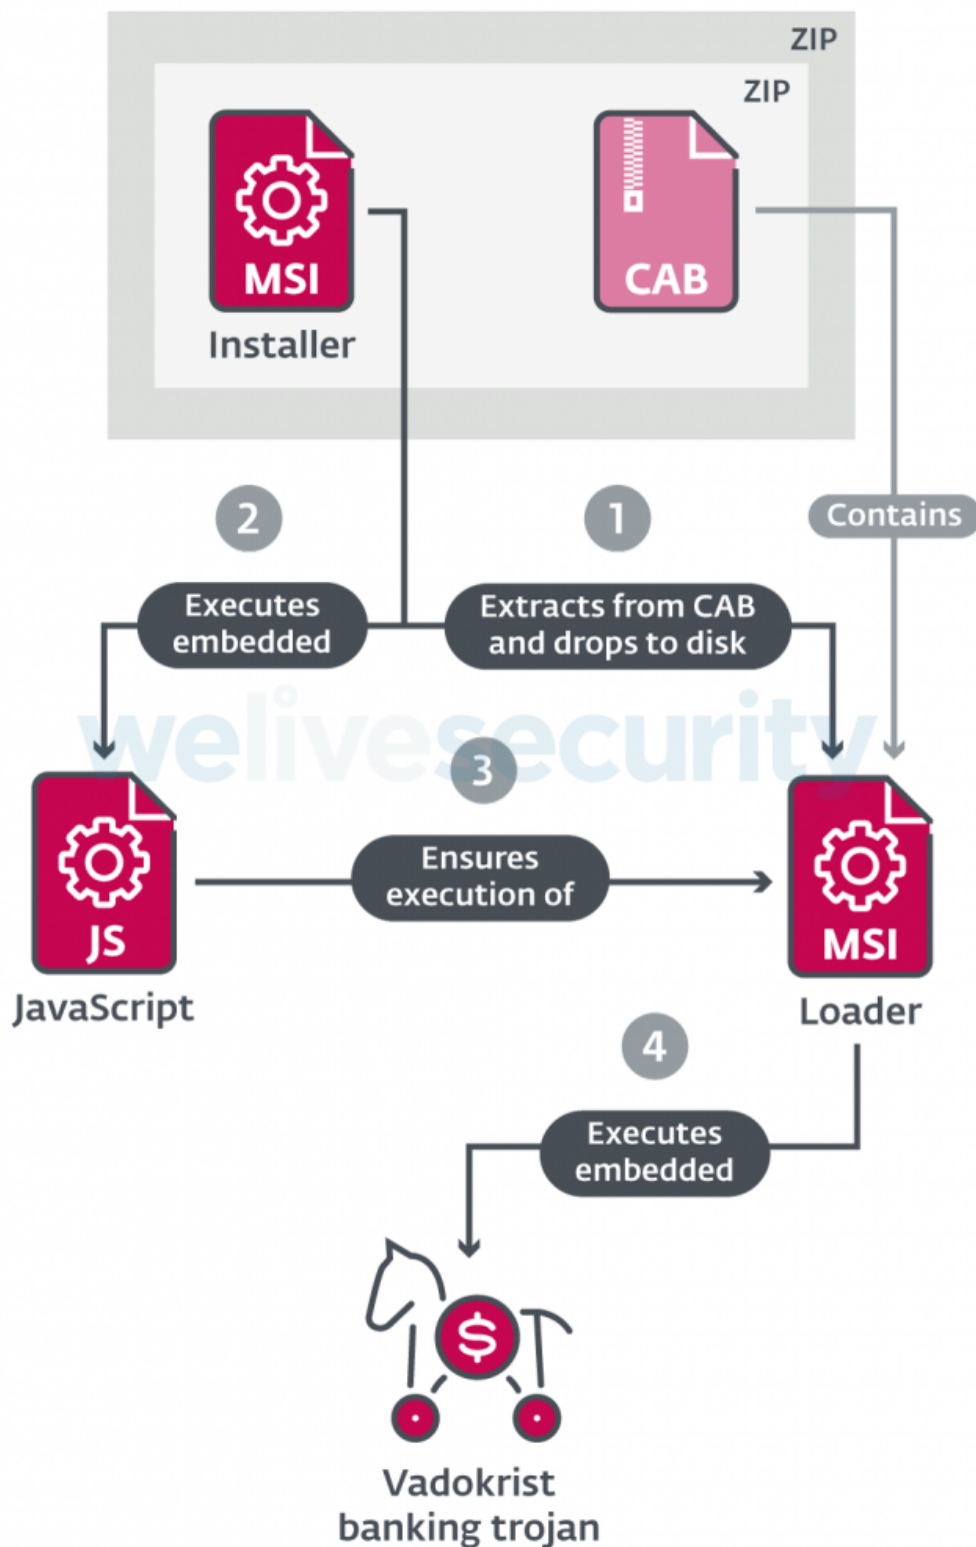 ZIP
ZIP
MSI
CAB
Installer
2
1
Contains
Executes
embedded
Extracts from CAB
and drops to disk
welivesecurity
3
Ensures
execution of
JS
MSI
JavaScript
Loader
4
Executes
embedded
$
Vadokrist
banking trojan